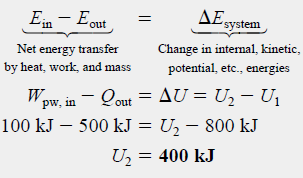 E_in − E_out = ΔE_system
Net energy transfer Change in internal, kinetic,
by heat, work, and mass potential, etc., energies
W_pw, in − Q_out = ΔU = U_2 − U_1
100 kJ − 500 kJ = U_2 − 800 kJ
U_2 = 400 kJ